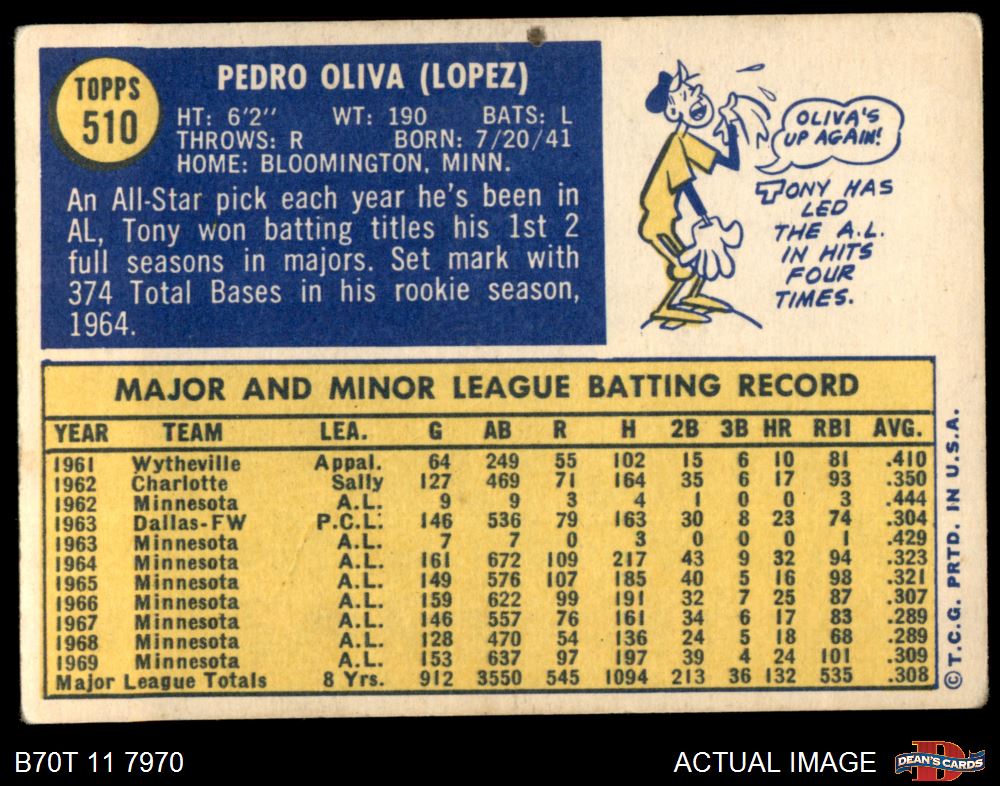 TOPPS
510
PEDRO OLIVA (LOPEZ)
HT: 6'2" WT: 190 BATS: L
THROWS: R BORN: 7/20/41
HOME: BLOOMINGTON, MINN.
An All-Star pick each year he's been in
AL, Tony won batting titles his 1st 2
full seasons in majors. Set mark with
374 Total Bases in his rookie season,
1964.
OLIVA'S
UP AGAIN!
TONY HAS
LED
THE A.L.
IN HITS
FOUR
TIMES.
MAJOR AND MINOR LEAGUE BATTING RECORD
YEAR TEAM LEA. G AB R H 2B 3B HR RBI AVG.
1961 Wytheville Appal. 64 249 55 102 15 6 10 81 .410
1962 Charlotte Sally 127 469 71 164 35 6 17 93 .350
1962 Minnesota A.L. 9 9 3 4 1 0 0 3 .444
1963 Dallas-FW P.C.L. 146 536 79 163 30 8 23 74 .304
1963 Minnesota A.L. 7 7 0 3 0 0 0 1 .429
1964 Minnesota A.L. 161 672 109 217 43 9 32 94 .323
1965 Minnesota A.L. 149 576 107 185 40 5 16 98 .321
1966 Minnesota A.L. 159 622 99 191 32 7 25 87 .307
1967 Minnesota A.L. 146 557 76 161 34 6 17 83 .289
1968 Minnesota A.L. 128 470 54 136 24 5 18 68 .289
1969 Minnesota A.L. 153 637 97 197 39 4 24 101 .309
Major League Totals 8 Yrs. 912 3550 545 1094 213 36 132 535 .308
© T.C.G. PRTD. IN U.S.A.
B70T 11 7970
ACTUAL IMAGE
DEAN'S CARDS